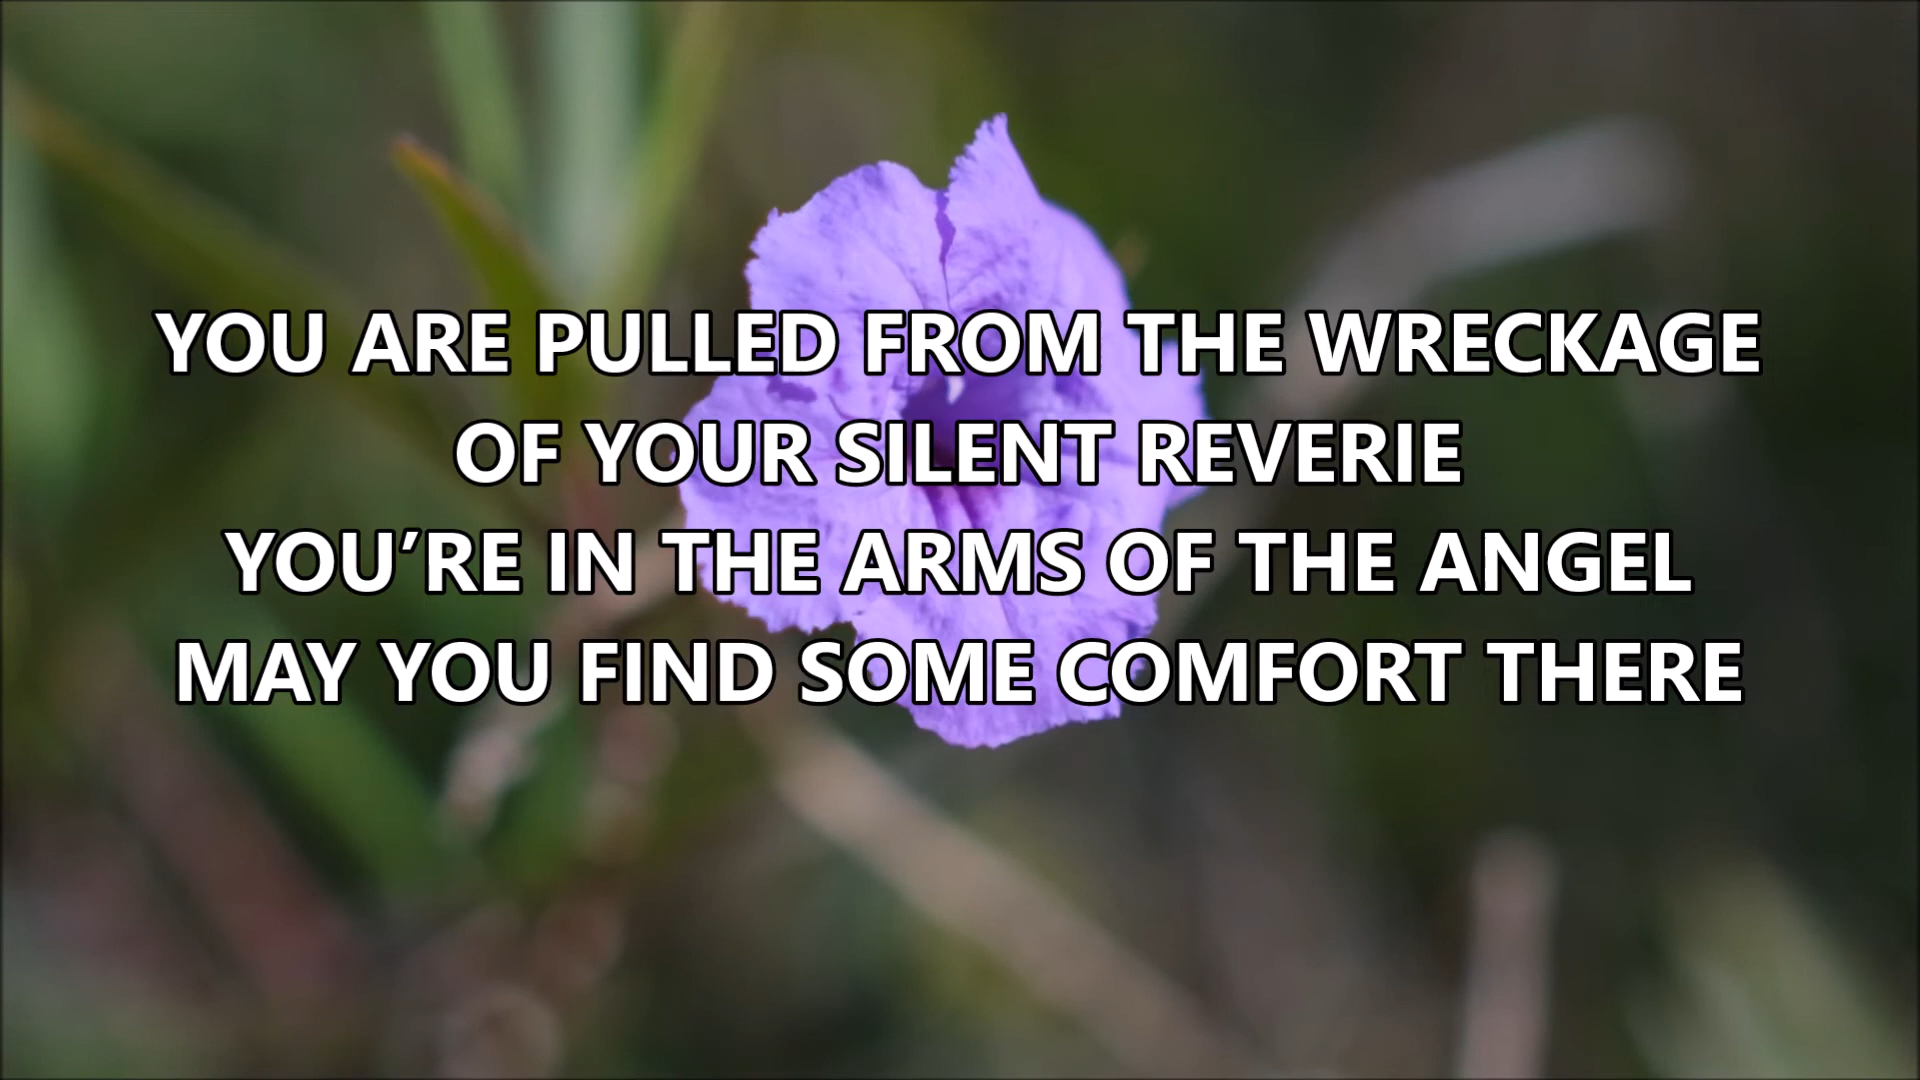 YOU ARE PULLED FROM THE WRECKAGE
OF YOUR SILENT REVERIE
YOU’RE IN THE ARMS OF THE ANGEL
MAY YOU FIND SOME COMFORT THERE